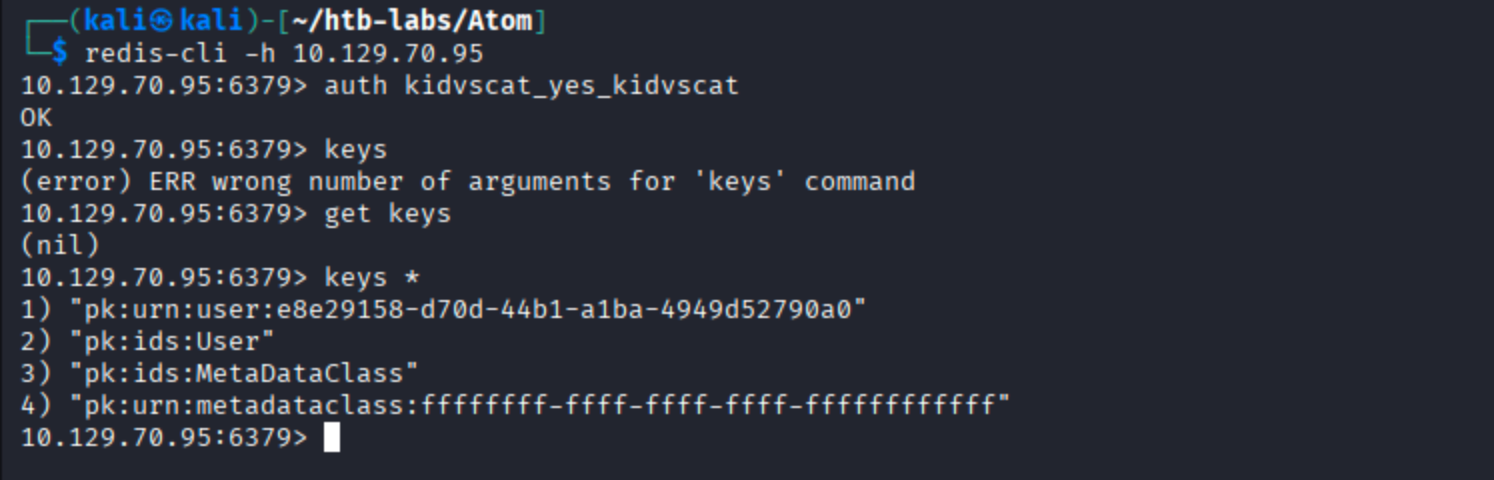 ┌──(kali㉿kali)-[~/htb-labs/Atom]
└─$ redis-cli -h 10.129.70.95
10.129.70.95:6379> auth kidvscat_yes_kidvscat
OK
10.129.70.95:6379> keys
(error) ERR wrong number of arguments for 'keys' command
10.129.70.95:6379> get keys
(nil)
10.129.70.95:6379> keys *
1) "pk:urn:user:e8e29158-d70d-44b1-a1ba-4949d52790a0"
2) "pk:ids:User"
3) "pk:ids:MetaDataClass"
4) "pk:urn:metadataclass:ffffffff-ffff-ffff-ffff-ffffffffffff"
10.129.70.95:6379>